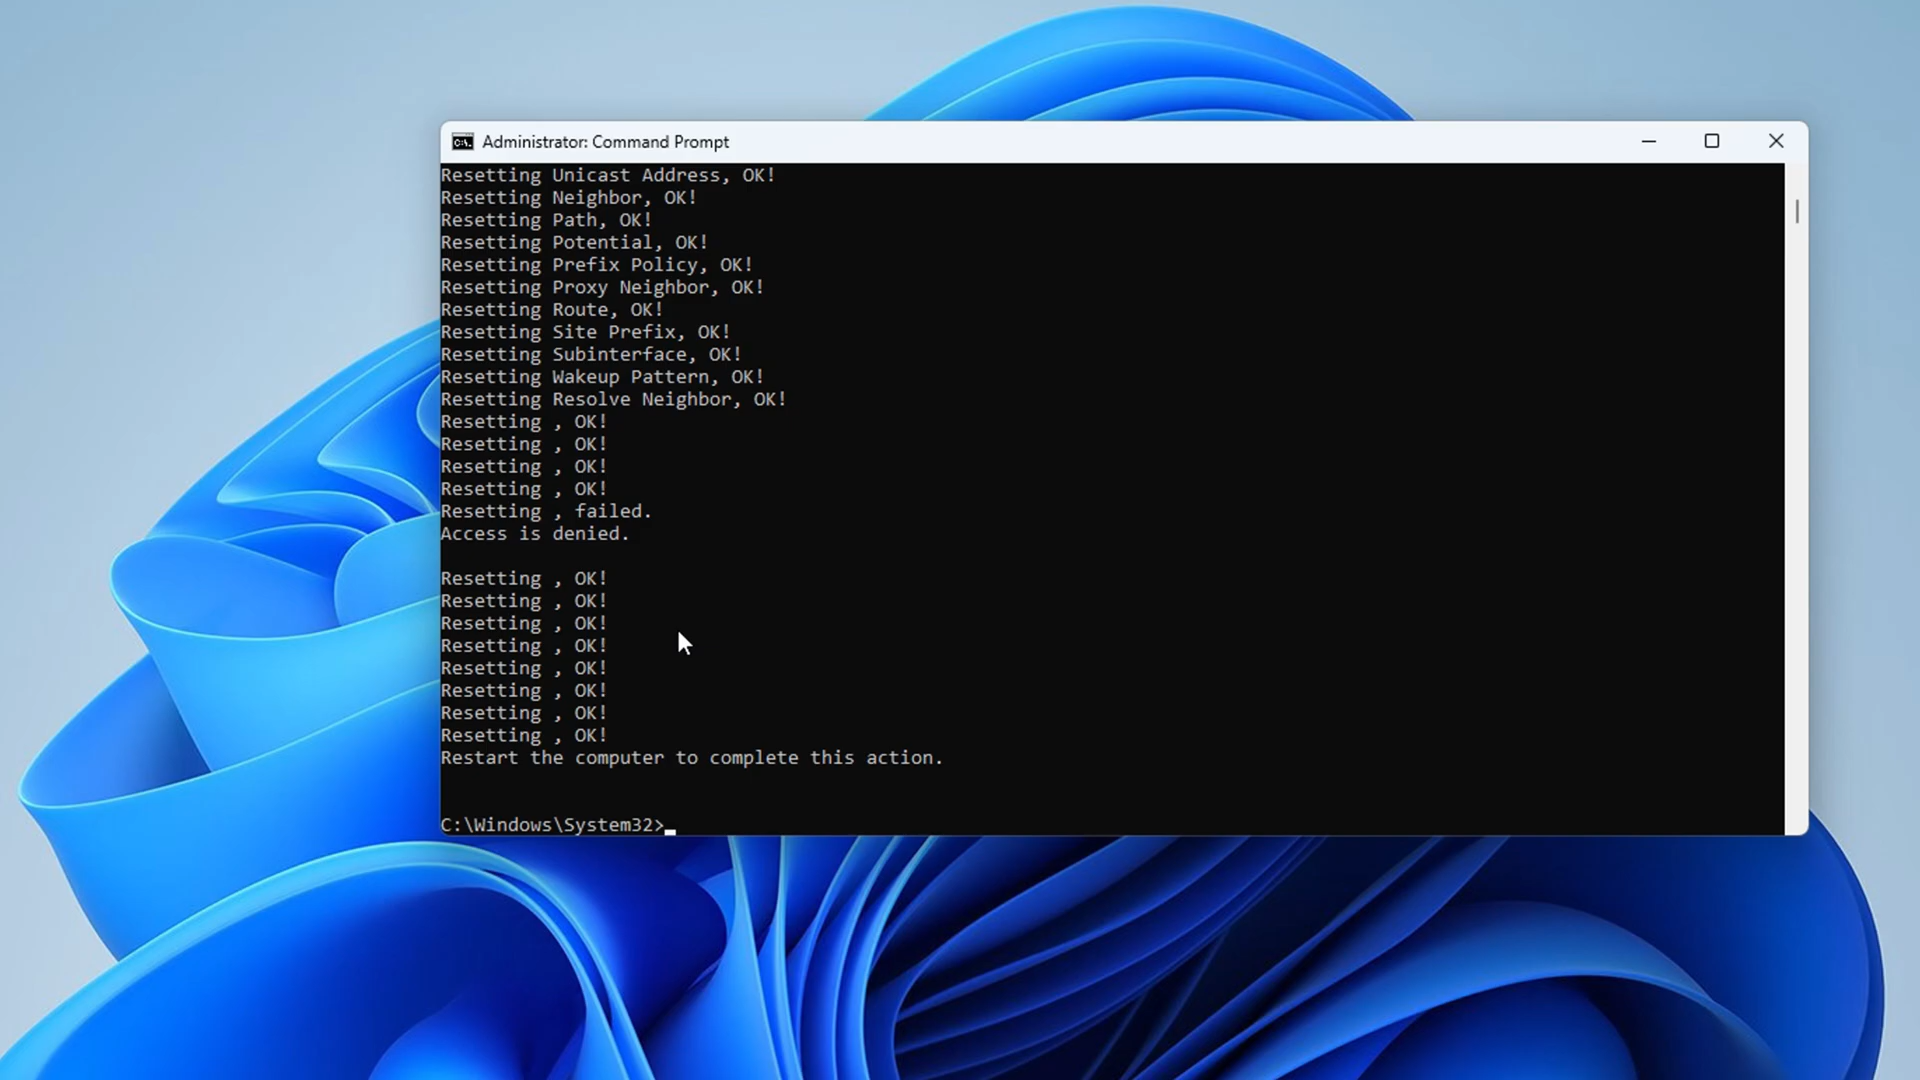 Administrator: Command Prompt
Resetting Unicast Address, OK!
Resetting Neighbor, OK!
Resetting Path, OK!
Resetting Potential, OK!
Resetting Prefix Policy, OK!
Resetting Proxy Neighbor, OK!
Resetting Route, OK!
Resetting Site Prefix, OK!
Resetting Subinterface, OK!
Resetting Wakeup Pattern, OK!
Resetting Resolve Neighbor, OK!
Resetting , OK!
Resetting , OK!
Resetting , OK!
Resetting , OK!
Resetting , failed.
Access is denied.
Resetting , OK!
Resetting , OK!
Resetting , OK!
Resetting , OK!
Resetting , OK!
Resetting , OK!
Resetting , OK!
Resetting , OK!
Restart the computer to complete this action.
C:\Windows\System32>